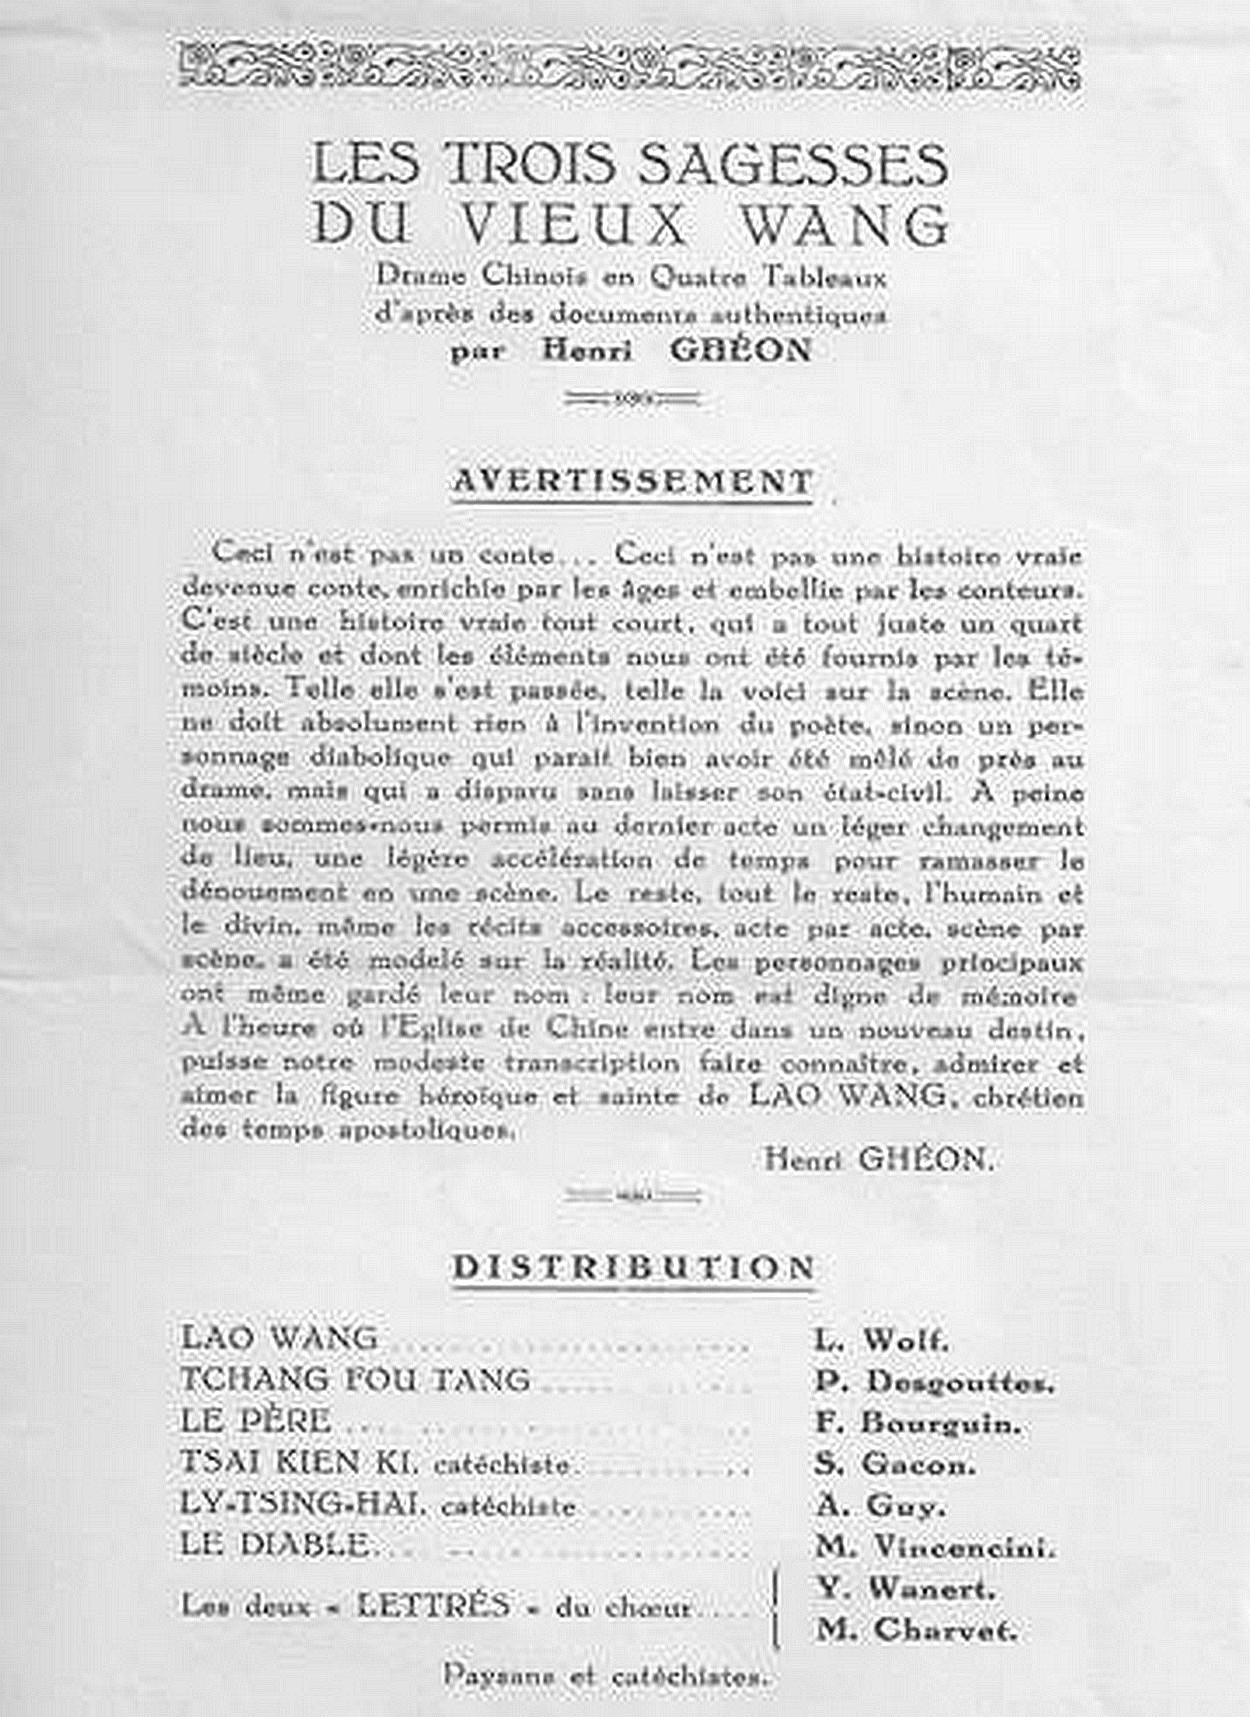 LES TROIS SAGESSES
DU VIEUX WANG
Drame Chinois en Quatre Tableaux
d'après des documents authentiques
par Henri GHÉON
AVERTISSEMENT
Ceci n'est pas un conte... Ceci n'est pas une histoire vraie
devenue conte, enrichie par les âges et embellie par les conteurs.
C'est une histoire vraie tout court, qui a tout juste un quart
de siècle et dont les éléments nous ont été fournis par les té-
moins. Telle elle s'est passée, telle la voici sur la scène. Elle
ne doit absolument rien à l'invention du poète, sinon un per-
sonnage diabolique qui parait bien avoir été mêlé de près au
drame, mais qui a disparu sans laisser son état-civil. A peine
nous sommes-nous permis au dernier acte un léger changement
de lieu, une légère accélération de temps pour ramasser le
dénouement en une scène. Le reste, tout le reste, l'humain et
le divin, même les récits accessoires, acte par acte, scène par
scène, a été modelé sur la réalité. Les personnages principaux
ont même gardé leur nom : leur nom est digne de mémoire
A l'heure où l'Eglise de Chine entre dans un nouveau destin,
puisse notre modeste transcription faire connaître, admirer et
aimer la figure héroïque et sainte de LAO WANG, chrétien
des temps apostoliques.
Henri GHÉON.
DISTRIBUTION
LAO WANG .................... L. Wolf.
TCHANG FOU TANG .................... P. Desgouttes.
LE PÈRE .................... F. Bourguin.
TSAI KIEN KI, catéchiste .................... S. Gacon.
LY-TSING-HAI, catéchiste .................... A. Guy.
LE DIABLE .................... M. Vincencini.
Les deux « LETTRÉS » du chœur .... Y. Wanert.
M. Charvet.
Paysans et catéchistes.